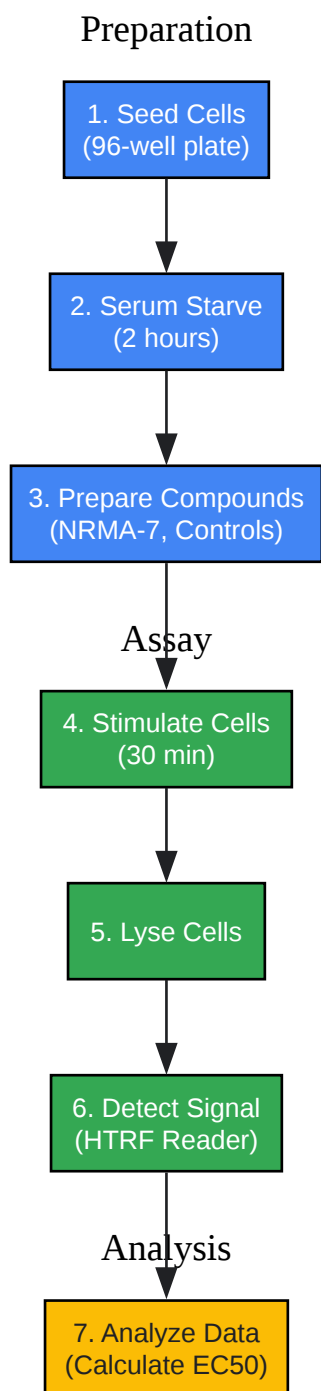 Preparation
1. Seed Cells
(96-well plate)
2. Serum Starve
(2 hours)
3. Prepare Compounds
(NRMA-7, Controls)
Assay
4. Stimulate Cells
(30 min)
5. Lyse Cells
6. Detect Signal
(HTRF Reader)
Analysis
7. Analyze Data
(Calculate EC50)